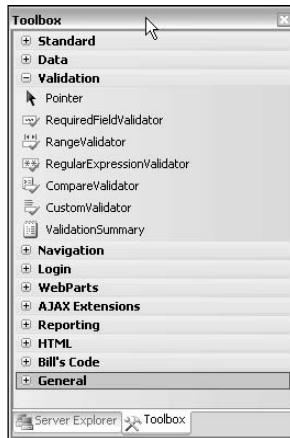 Toolbox
Standard
Data
Validation
Pointer
RequiredFieldValidator
RangeValidator
RegularExpressionValidator
CompareValidator
CustomValidator
ValidationSummary
Navigation
Login
WebParts
AJAX Extensions
Reporting
HTML
Bill's Code
General
Server Explorer Toolbox